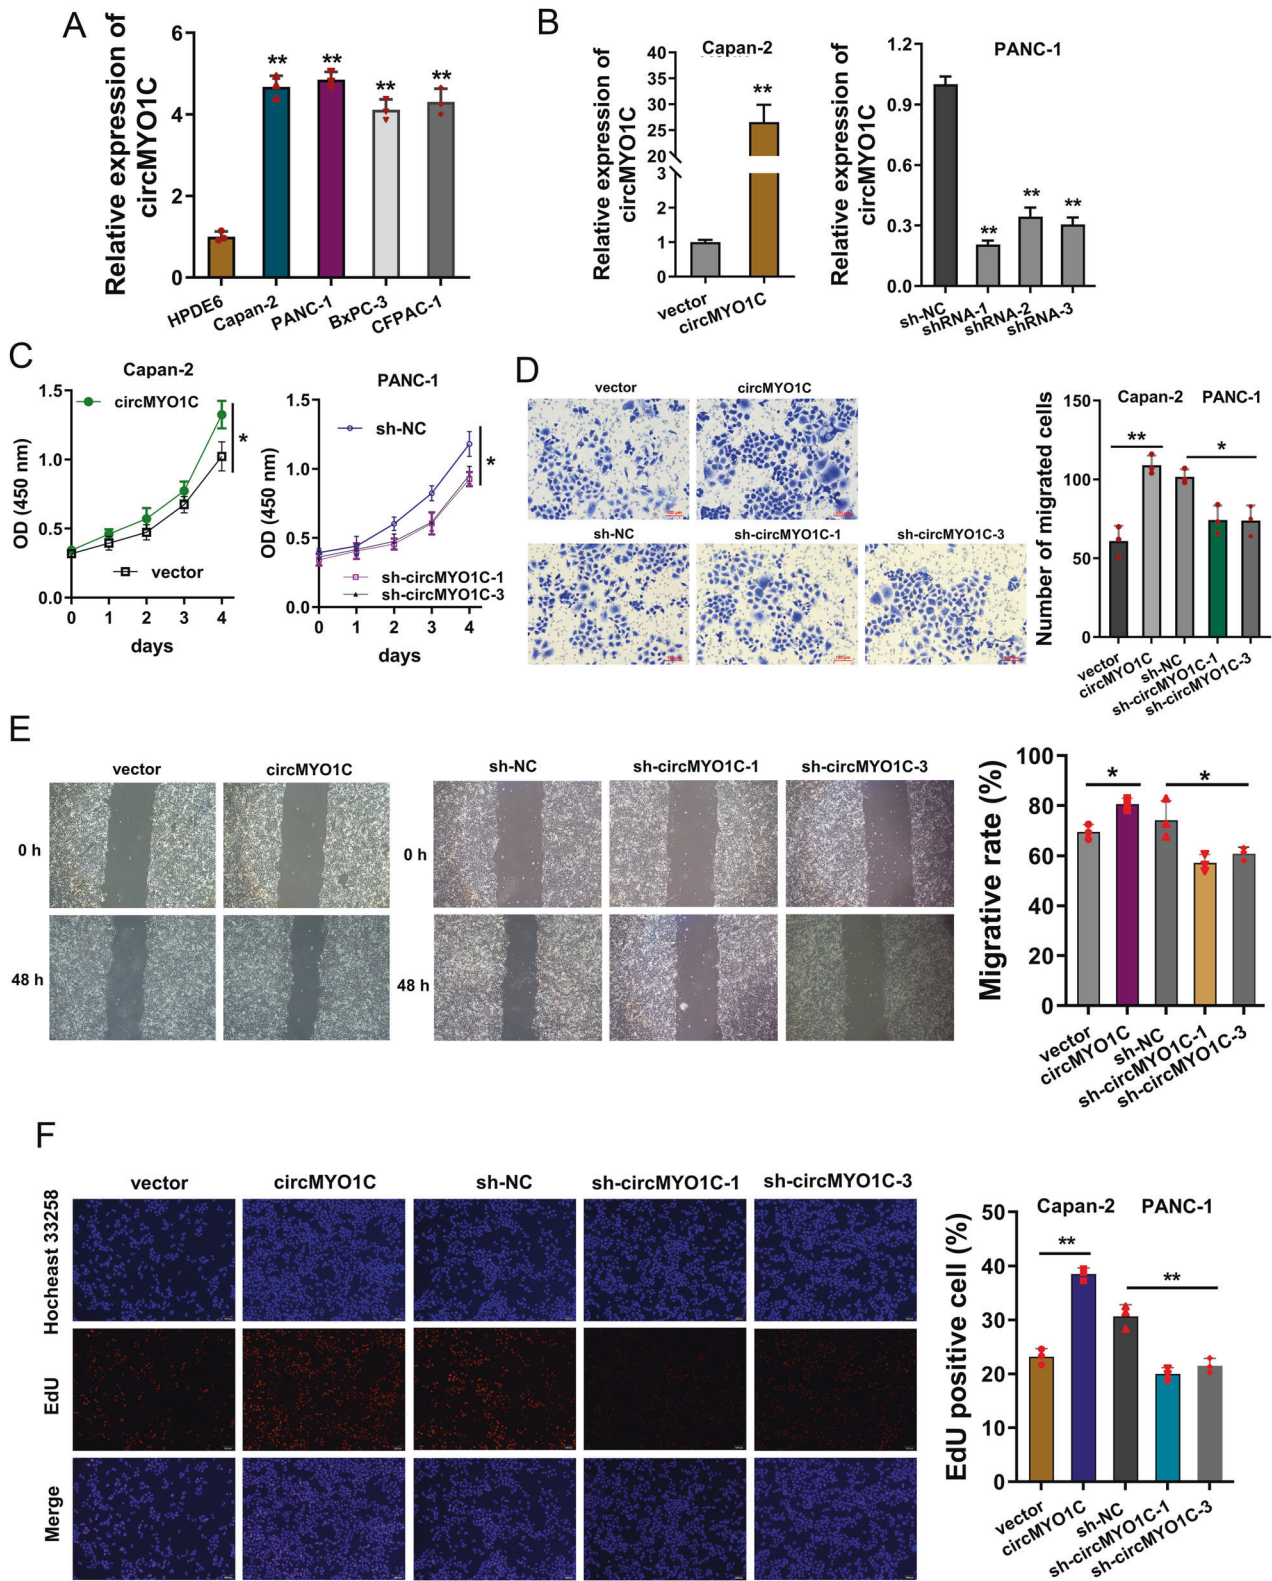 A
Relative expression of
circMYO1C
6
4
2
0
**
**
**
**
HPDE6
Capan-2
PANC-1
BxPC-3
CFPAC-1
B
Capan-2
Relative expression of
circMYO1C
40
35
30
25
20
3
2
1
0
**
vector
circMYO1C
PANC-1
Relative expression of
circMYO1C
1.2
0.9
0.6
0.3
0.0
**
**
**
sh-NC
shRNA-1
shRNA-2
shRNA-3
C
Capan-2
OD (450 nm)
1.5
1.0
0.5
0.0
circMYO1C
vector
*
0 1 2 3 4
days
PANC-1
OD (450 nm)
1.5
1.0
0.5
0.0
sh-NC
*
sh-circMYO1C-1
sh-circMYO1C-3
0 1 2 3 4
days
D
vector
circMYO1C
sh-NC
sh-circMYO1C-1
sh-circMYO1C-3
100 μm
100 μm
100 μm
100 μm
100 μm
Capan-2 PANC-1
Number of migrated cells
150
100
50
0
**
*
vector
circMYO1C
sh-NC
sh-circMYO1C-1
sh-circMYO1C-3
E
vector
circMYO1C
0 h
48 h
sh-NC
sh-circMYO1C-1
sh-circMYO1C-3
0 h
48 h
Migrative rate (%)
100
80
60
40
20
0
*
*
vector
circMYO1C
sh-NC
sh-circMYO1C-1
sh-circMYO1C-3
F
vector
circMYO1C
sh-NC
sh-circMYO1C-1
sh-circMYO1C-3
Hocheast 33258
EdU
Merge
Capan-2 PANC-1
EdU positive cell (%)
50
40
30
20
10
0
**
**
vector
circMYO1C
sh-NC
sh-circMYO1C-1
sh-circMYO1C-3